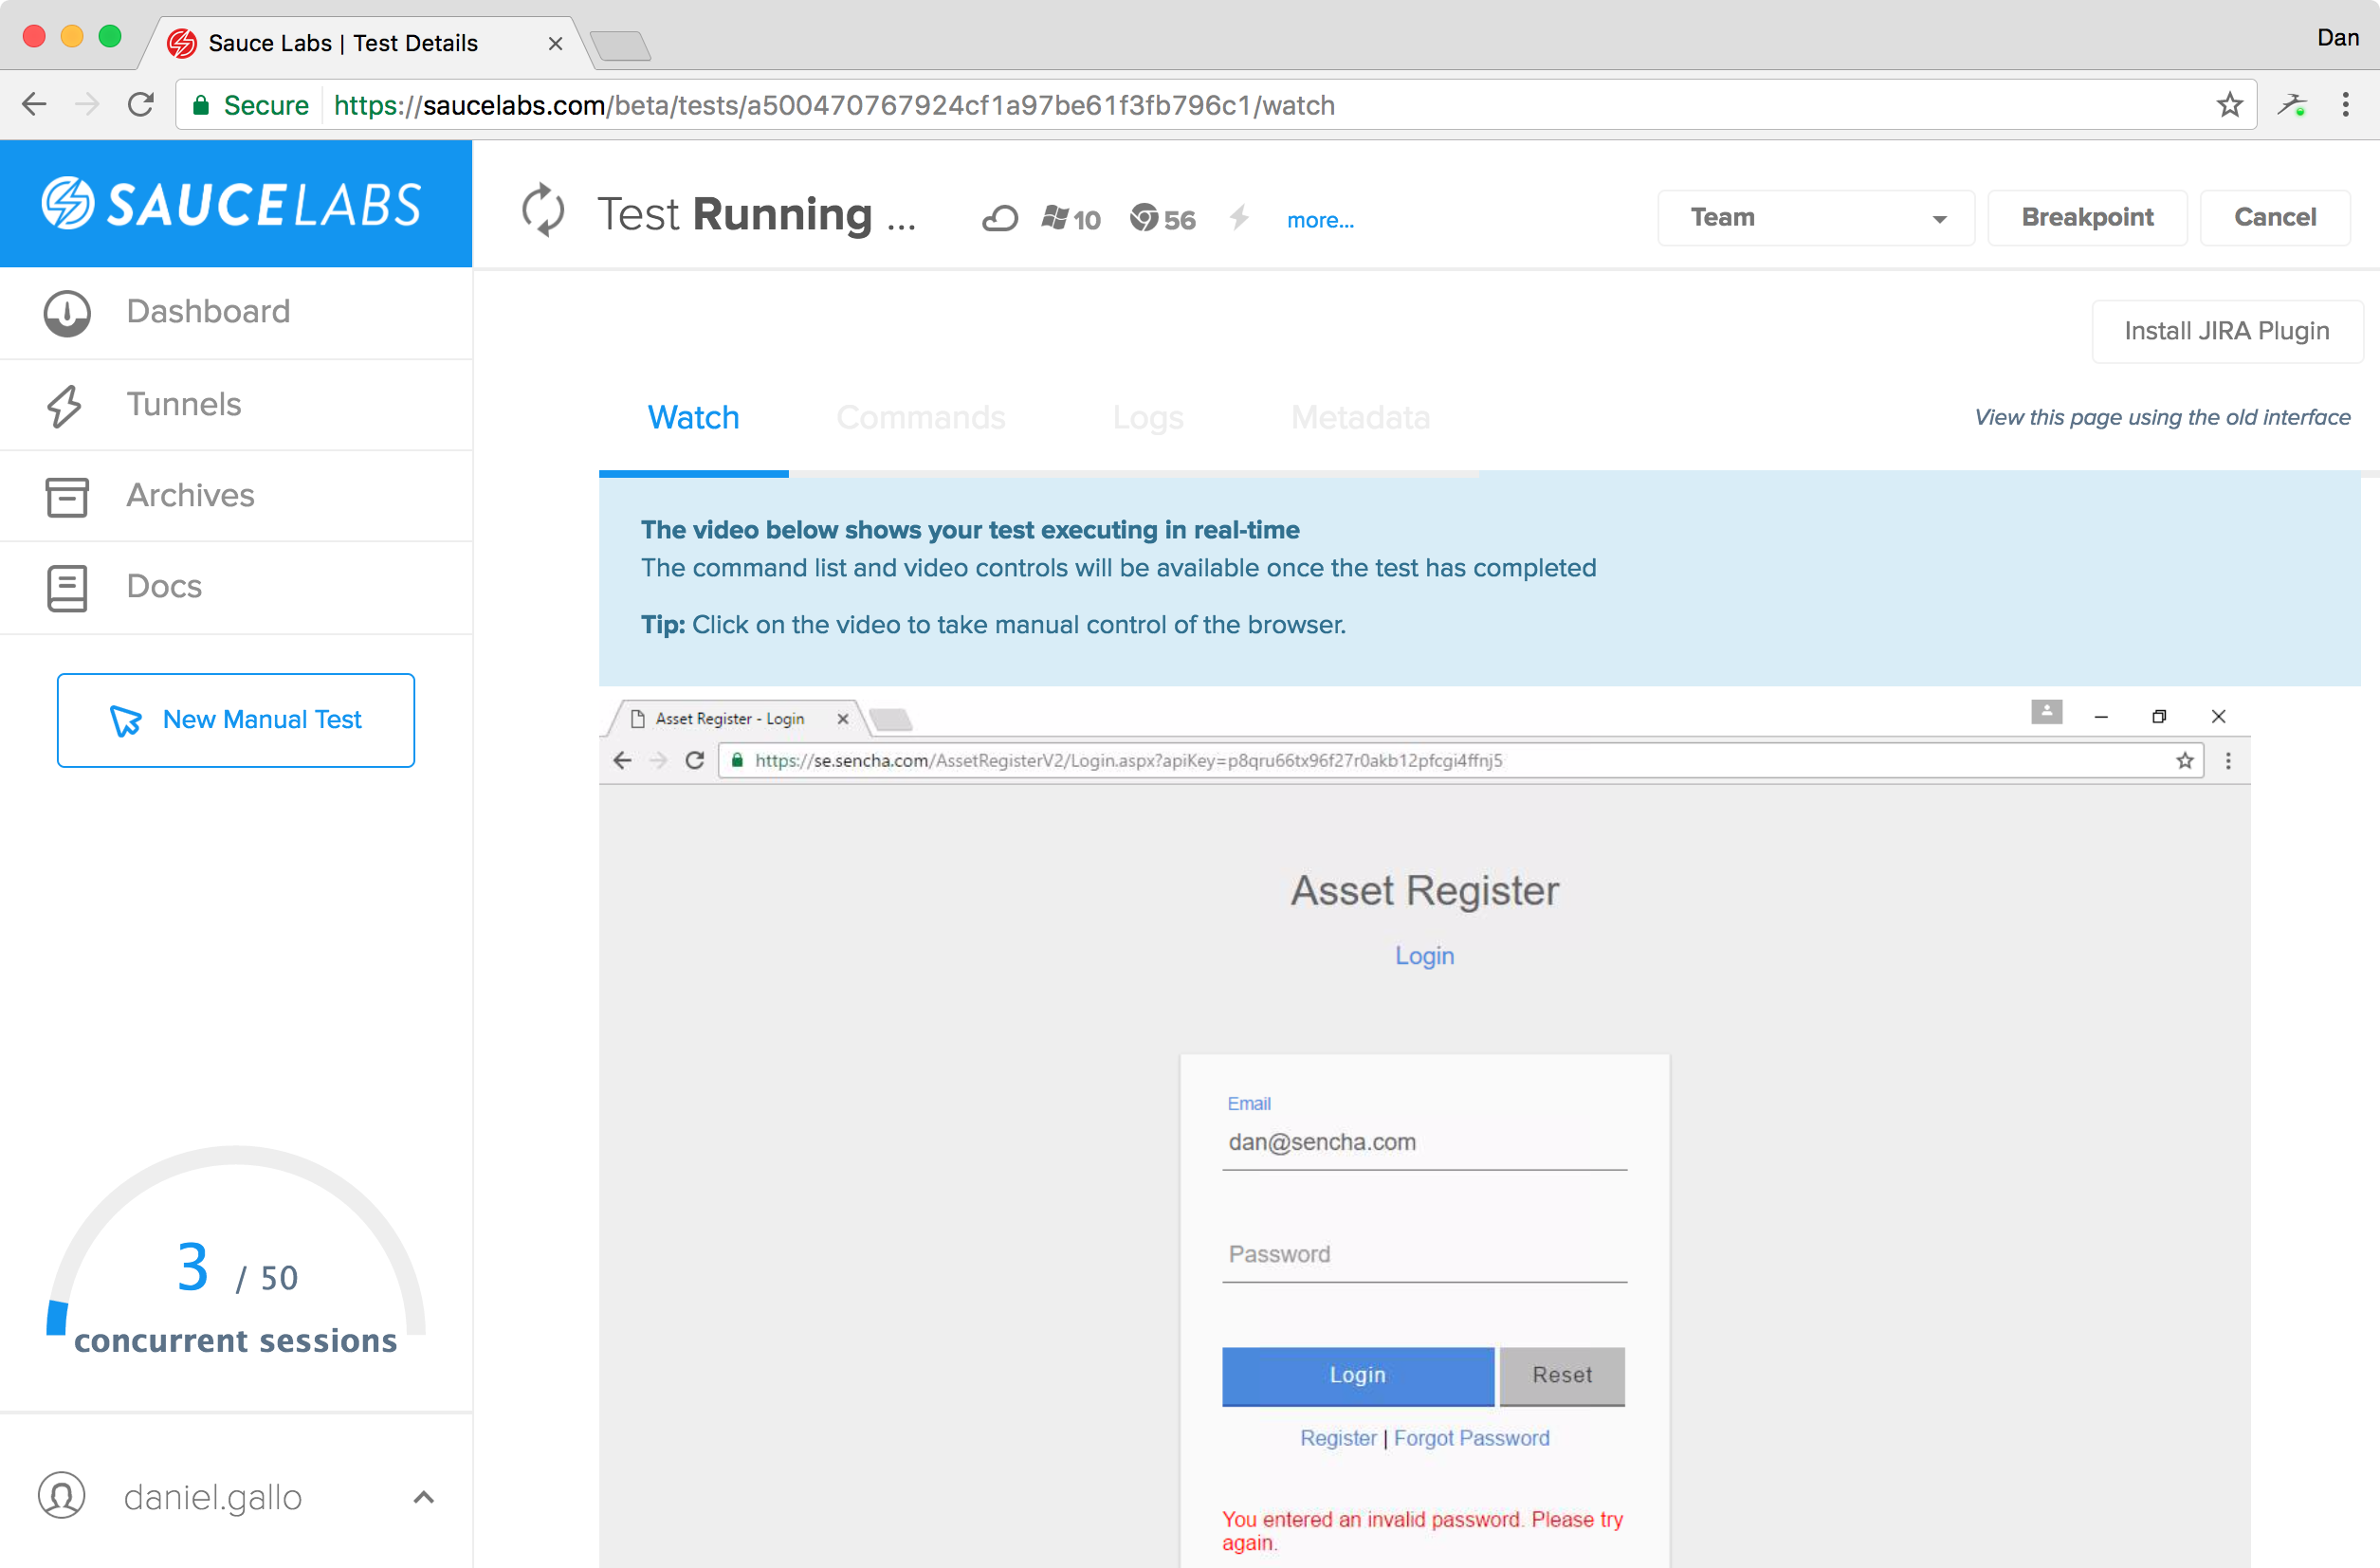 Sauce Labs | Test Details
Dan
Secure https://saucelabs.com/beta/tests/a500470767924cf1a97be61f3fb796c1/watch
SAUCELABS
Test Running ... 10 56 more...
Team Breakpoint Cancel
Dashboard
Tunnels
Archives
Docs
New Manual Test
3 / 50
concurrent sessions
daniel.gallo
Install JIRA Plugin
Watch Commands Logs Metadata
View this page using the old interface
The video below shows your test executing in real-time
The command list and video controls will be available once the test has completed
Tip: Click on the video to take manual control of the browser.
Asset Register - Login
https://se.sencha.com/AssetRegisterV2/Login.aspx?apiKey=p8qru66tx96f27r0akb12pfcgi4ffnj5
Asset Register
Login
Email
dan@sencha.com
Password
Login Reset
Register | Forgot Password
You entered an invalid password. Please try
again.